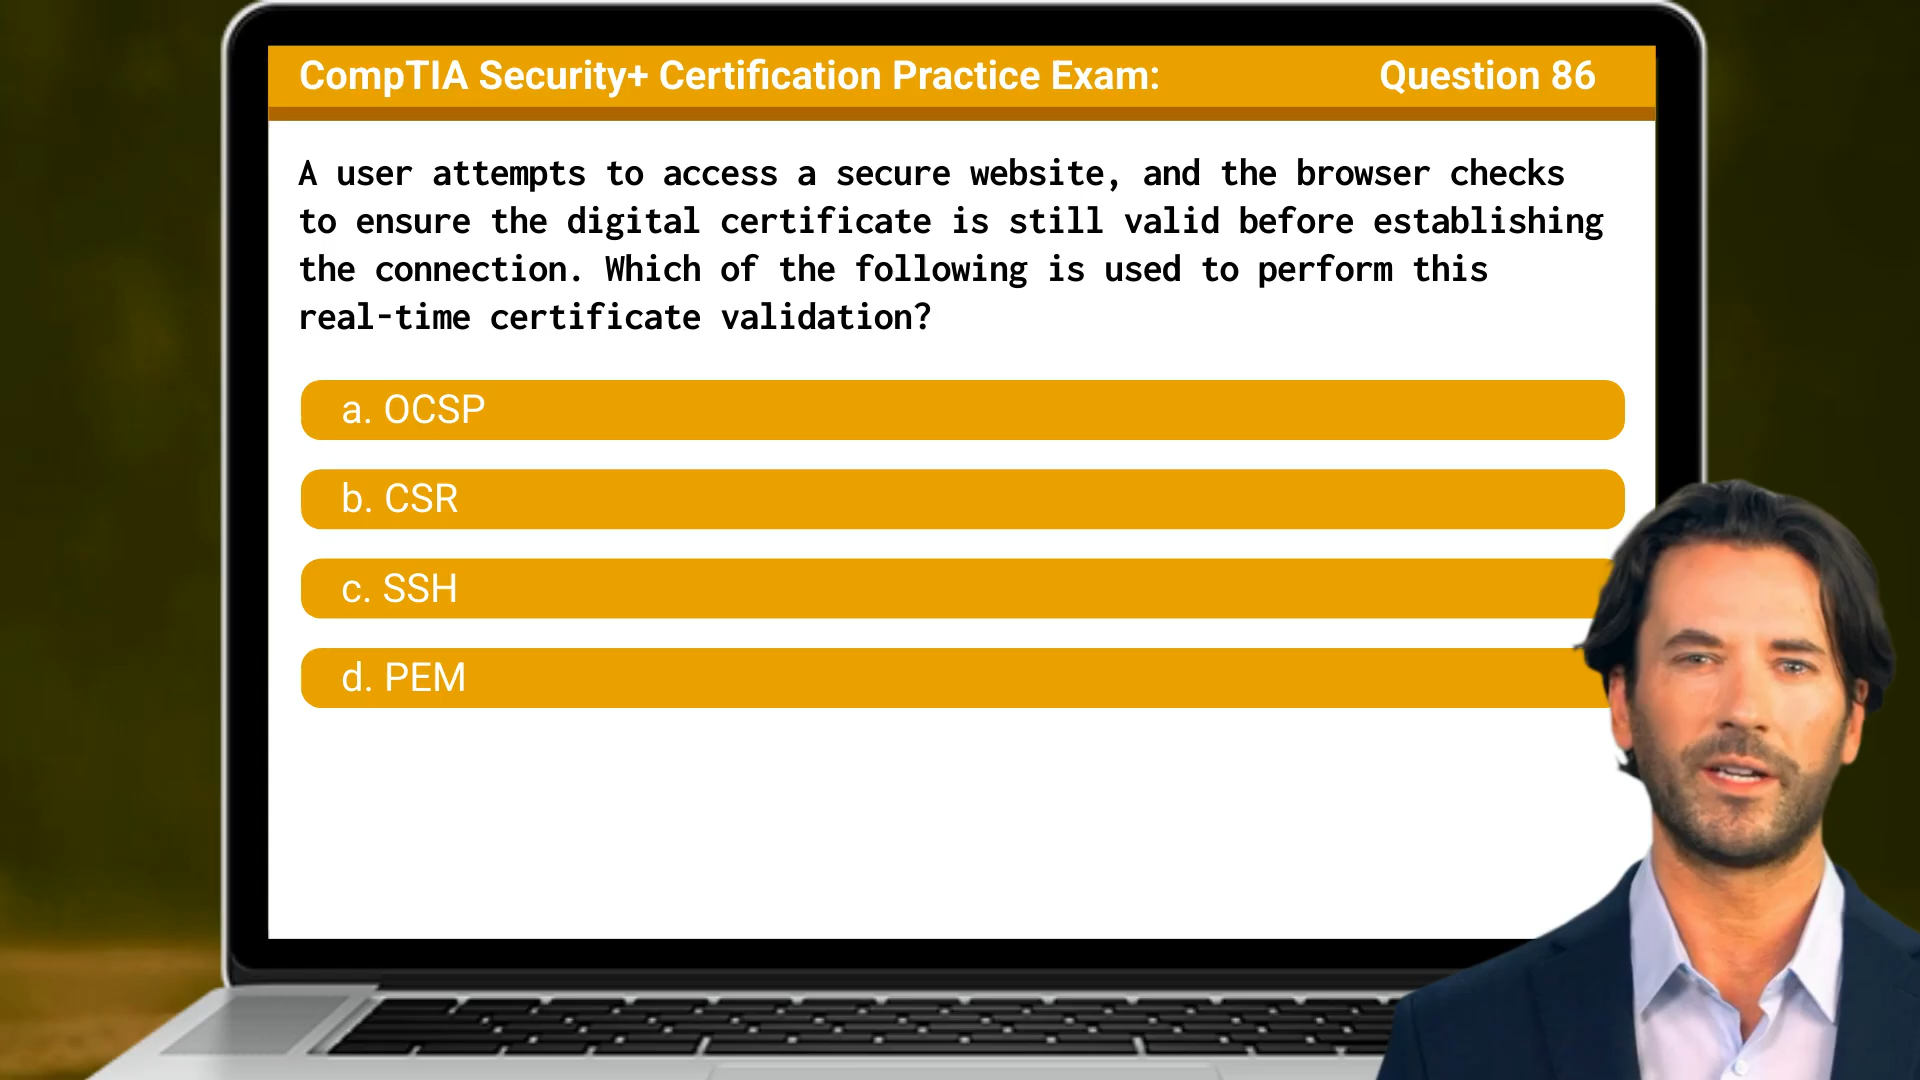 CompTIA Security+ Certification Practice Exam: Question 86
A user attempts to access a secure website, and the browser checks
to ensure the digital certificate is still valid before establishing
the connection. Which of the following is used to perform this
real-time certificate validation?
a. OCSP
b. CSR
c. SSH
d. PEM